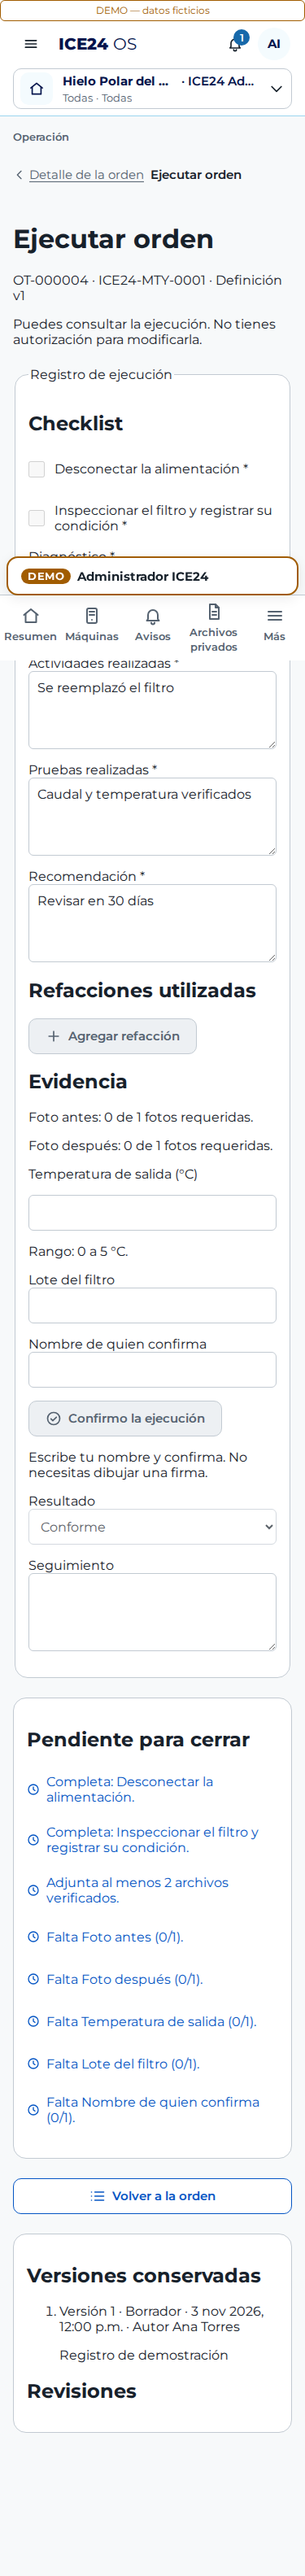 DEMO — datos ficticios
ICE24 OS
1
AI
Hielo Polar del ... · ICE24 Ad...
Todas · Todas
Operación
Detalle de la orden Ejecutar orden
Ejecutar orden
OT-000004 · ICE24-MTY-0001 · Definición
v1
Puedes consultar la ejecución. No tienes
autorización para modificarla.
Registro de ejecución
Checklist
Desconectar la alimentación *
Inspeccionar el filtro y registrar su
condición *
Diagnóstico *
DEMO Administrador ICE24
Resumen
Máquinas
Avisos
Archivos
privados
Más
Actividades realizadas *
Se reemplazó el filtro
Pruebas realizadas *
Caudal y temperatura verificados
Recomendación *
Revisar en 30 días
Refacciones utilizadas
Agregar refacción
Evidencia
Foto antes: 0 de 1 fotos requeridas.
Foto después: 0 de 1 fotos requeridas.
Temperatura de salida (°C)
Rango: 0 a 5 °C.
Lote del filtro
Nombre de quien confirma
Confirmo la ejecución
Escribe tu nombre y confirma. No
necesitas dibujar una firma.
Resultado
Conforme
Seguimiento
Pendiente para cerrar
Completa: Desconectar la
alimentación.
Completa: Inspeccionar el filtro y
registrar su condición.
Adjunta al menos 2 archivos
verificados.
Falta Foto antes (0/1).
Falta Foto después (0/1).
Falta Temperatura de salida (0/1).
Falta Lote del filtro (0/1).
Falta Nombre de quien confirma
(0/1).
Volver a la orden
Versiones conservadas
1. Versión 1 · Borrador · 3 nov 2026,
12:00 p.m. · Autor Ana Torres
Registro de demostración
Revisiones